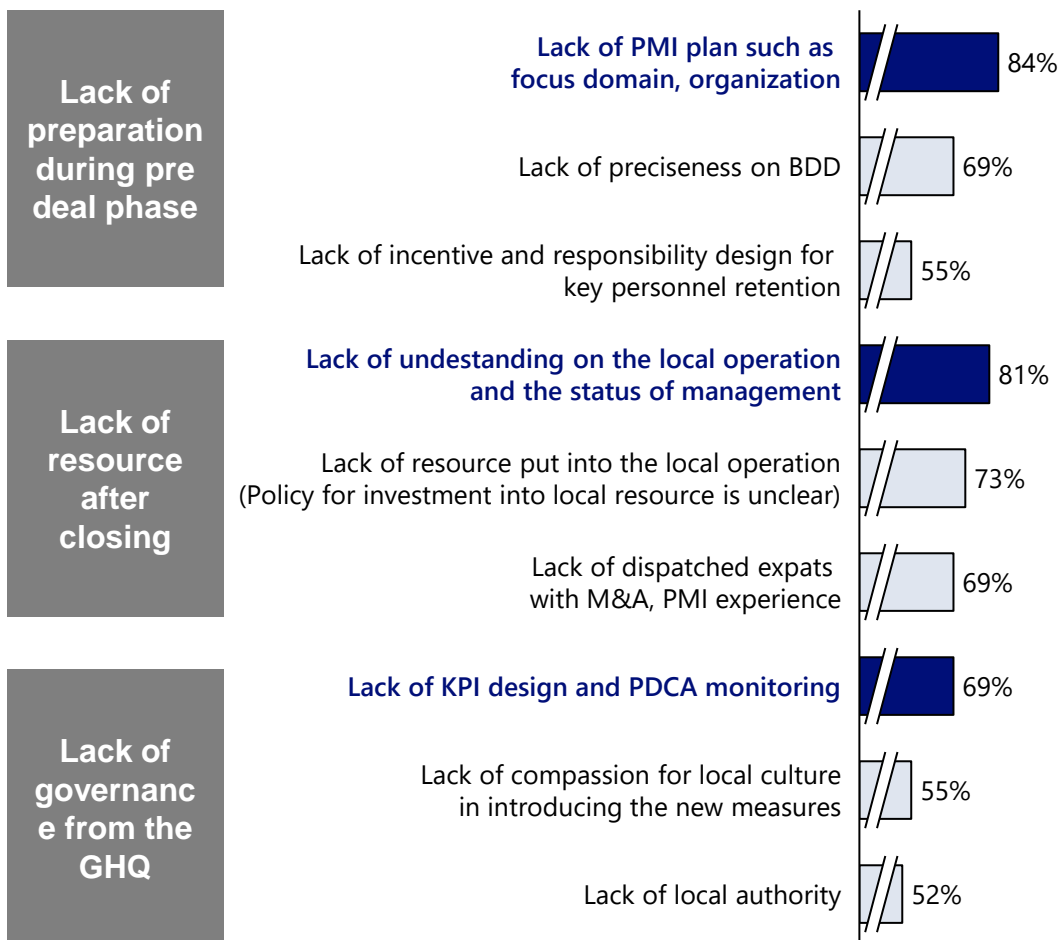 Lack of
preparation
during pre
deal phase
Lack of PMI plan such as
focus domain, organization
84%
Lack of preciseness on BDD
69%
Lack of incentive and responsibility design for
key personnel retention
55%
Lack of
resource
after
closing
Lack of undestanding on the local operation
and the status of management
81%
Lack of resource put into the local operation
(Policy for investment into local resource is unclear)
73%
Lack of dispatched expats
with M&A, PMI experience
69%
Lack of
governanc
e from the
GHQ
Lack of KPI design and PDCA monitoring
69%
Lack of compassion for local culture
in introducing the new measures
55%
Lack of local authority
52%